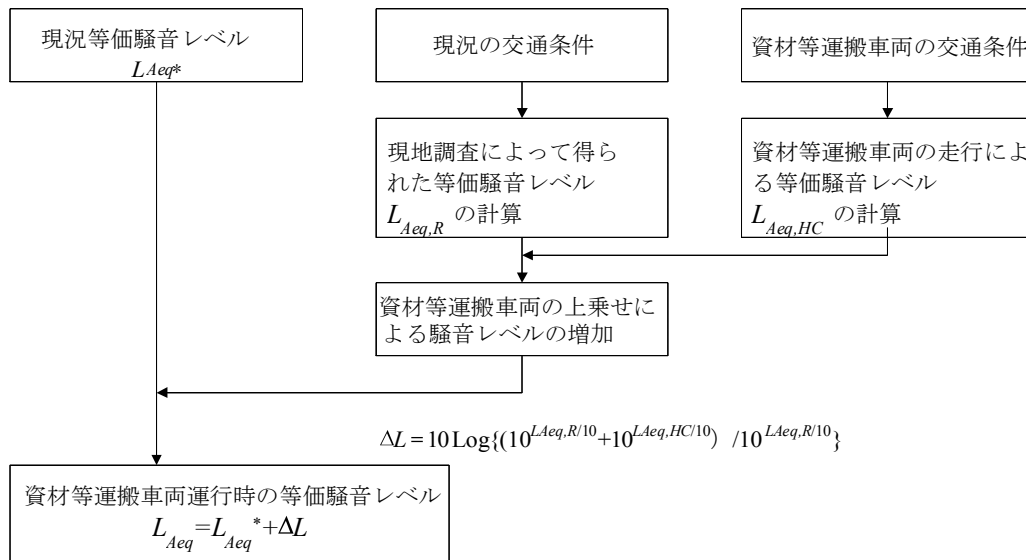 現況等価騒音レベル
LAeq*
現況の交通条件
資材等運搬車両の交通条件
現地調査によって得ら
れた等価騒音レベル
LAeq,R の計算
資材等運搬車両の走行によ
る等価騒音レベル
LAeq,HC の計算
資材等運搬車両の上乗せに
よる騒音レベルの増加
ΔL=10Log{(10^LAeq,R/10+10^LAeq,HC/10) /10^LAeq,R/10}
資材等運搬車両運行時の等価騒音レベル
LAeq=LAeq*+ΔL